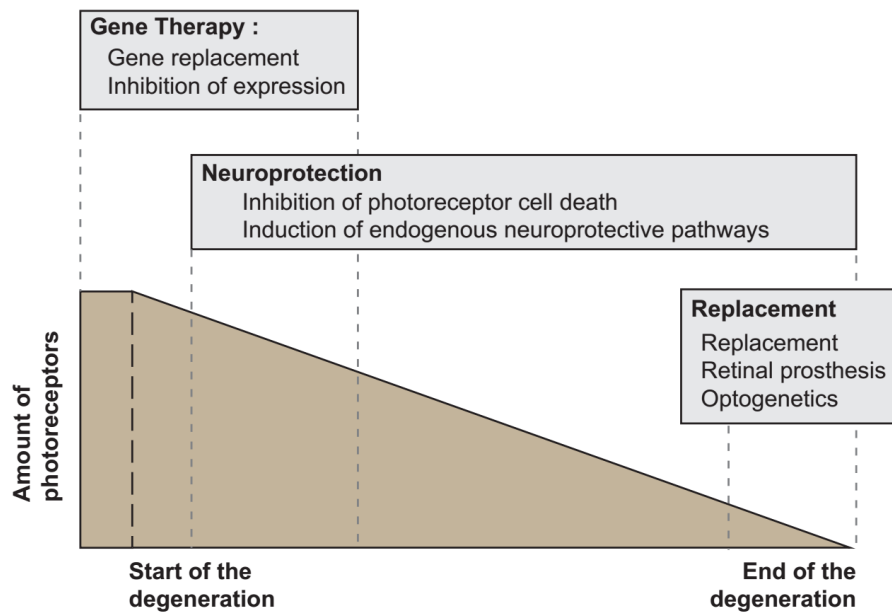 Gene Therapy :
Gene replacement
Inhibition of expression
Neuroprotection
Inhibition of photoreceptor cell death
Induction of endogenous neuroprotective pathways
Replacement
Replacement
Retinal prosthesis
Optogenetics
Amount of
photoreceptors
Start of the
degeneration
End of the
degeneration